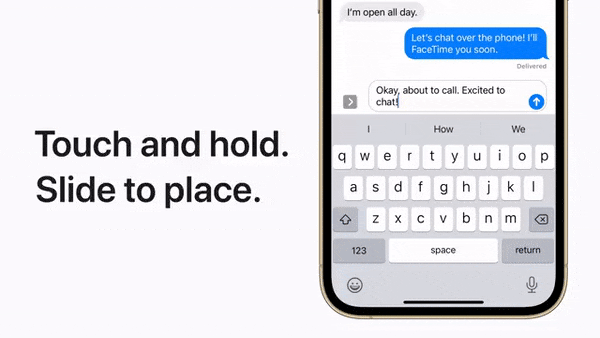 I'm open all day.
Let's chat over the phone! I'll
FaceTime you soon.
Delivered
Okay, about to call. Excited to
chat!
Touch and hold.
Slide to place.
I How We
q w e r t y u i o p
a s d f g h j k l
z x c v b n m
123 space return